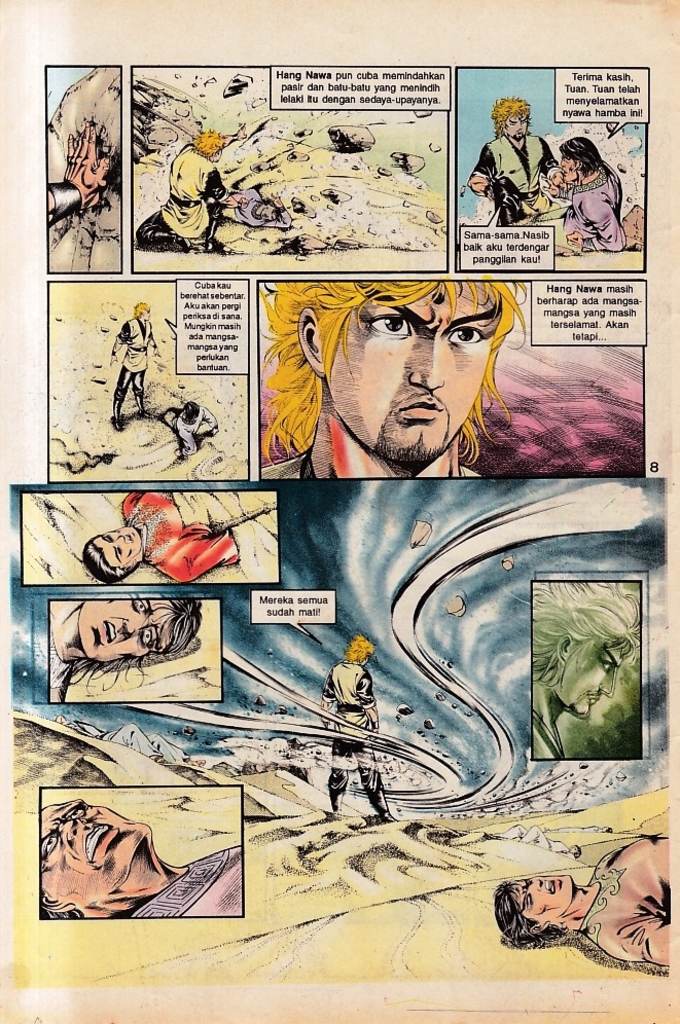 Hang Nawa pun cuba memindahkan
pasir dan batu-batu yang menindih
lelaki itu dengan sedaya-upayanya.
Terima kasih,
Tuan. Tuan telah
menyelamatkan
nyawa hamba ini!
Sama-sama.Nasib
baik aku terdengar
panggilan kau!
Cuba kau
berehat sebentar.
Aku akan pergi
periksa di sana.
Mungkin masih
ada mangsa-
mangsa yang
perlukan
bantuan.
Hang Nawa masih
berharap ada mangsa-
mangsa yang masih
terselamat. Akan
tetapi...
8
Mereka semua
sudah mati!